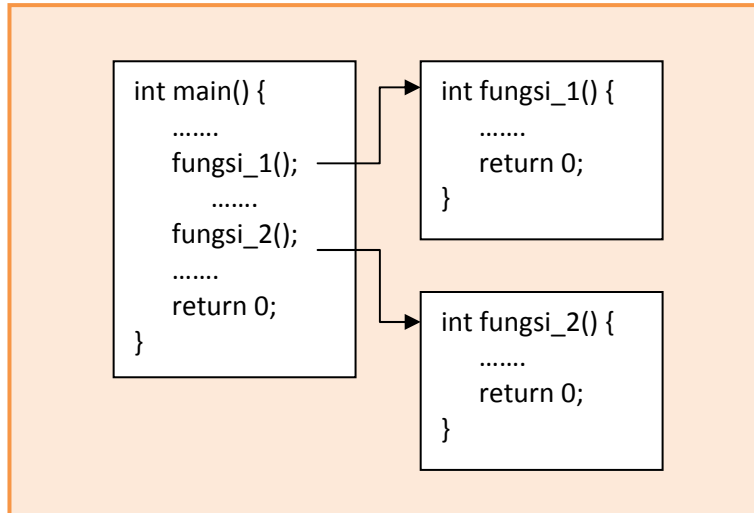 int main() {
…….
fungsi_1();
…….
fungsi_2();
…….
return 0;
}
int fungsi_1() {
…….
return 0;
}
int fungsi_2() {
…….
return 0;
}